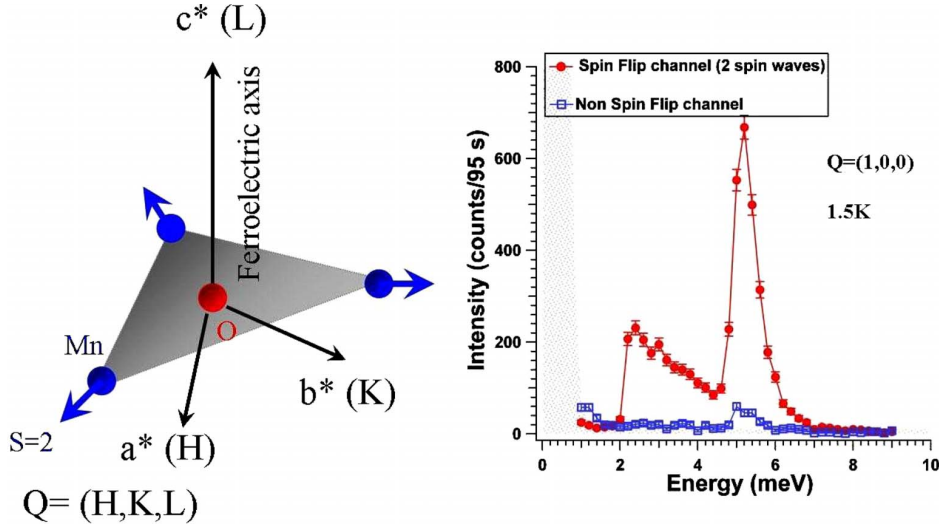 c* (L)
Ferroelectric axis
Mn
O
S=2
a* (H)
b* (K)
Q= (H,K,L)
Spin Flip channel (2 spin waves)
Non Spin Flip channel
Q=(1,0,0)
1.5K
Intensity (counts/95 s)
800
600
400
200
0
0
2
4
6
8
10
Energy (meV)